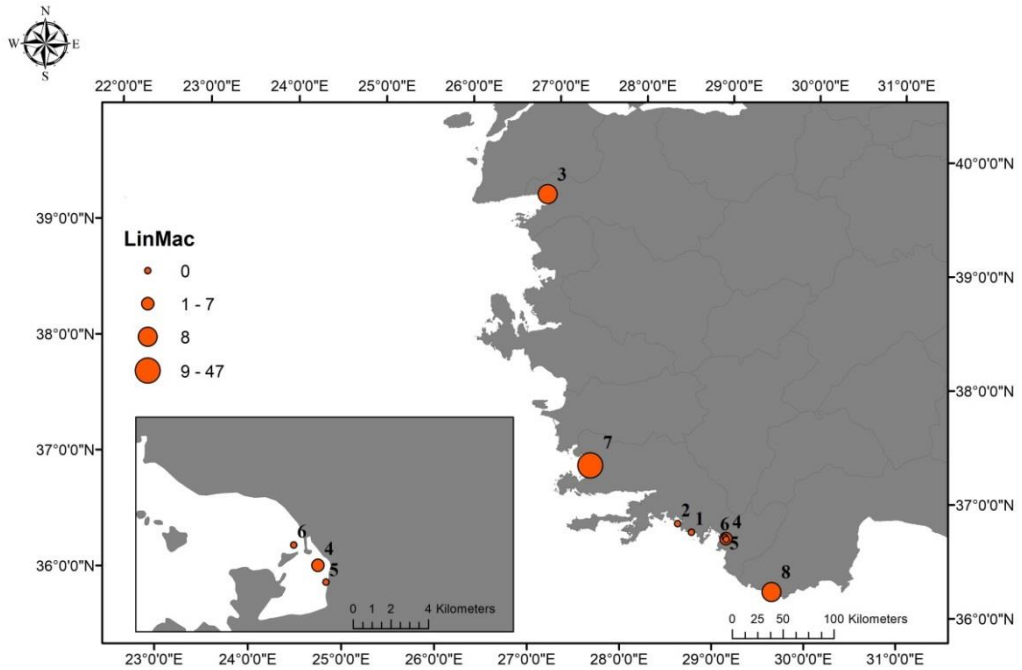 N
W E
S
22°0'0"E 23°0'0"E 24°0'0"E 25°0'0"E 26°0'0"E 27°0'0"E 28°0'0"E 29°0'0"E 30°0'0"E 31°0'0"E
40°0'0"N
3
39°0'0"N
LinMac
0
39°0'0"N
1 - 7
38°0'0"N
8
9 - 47
38°0'0"N
37°0'0"N
7
37°0'0"N
2 1 6 4
5
6
4
5
36°0'0"N
8
0 1 2 4 Kilometers
0 25 50 100 Kilometers
36°0'0"N
23°0'0"E 24°0'0"E 25°0'0"E 26°0'0"E 27°0'0"E 28°0'0"E 29°0'0"E 30°0'0"E